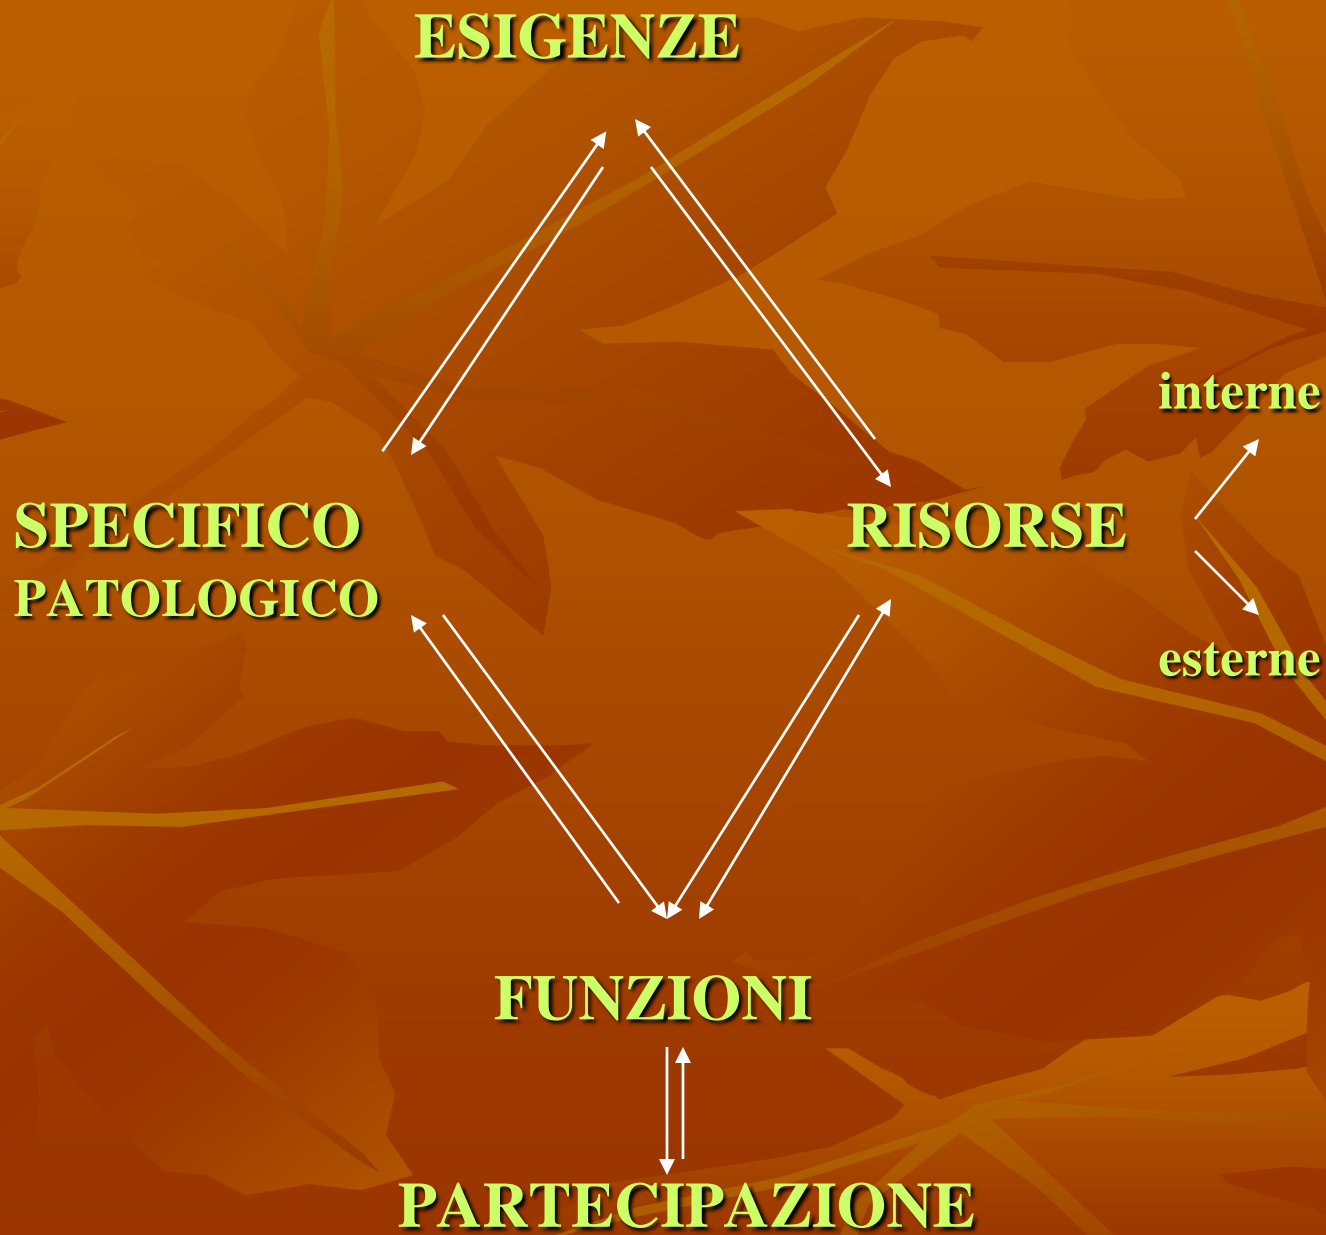 ESIGENZE
interne
SPECIFICO
RISORSE
PATOLOGICO
esterne
FUNZIONI
PARTECIPAZIONE